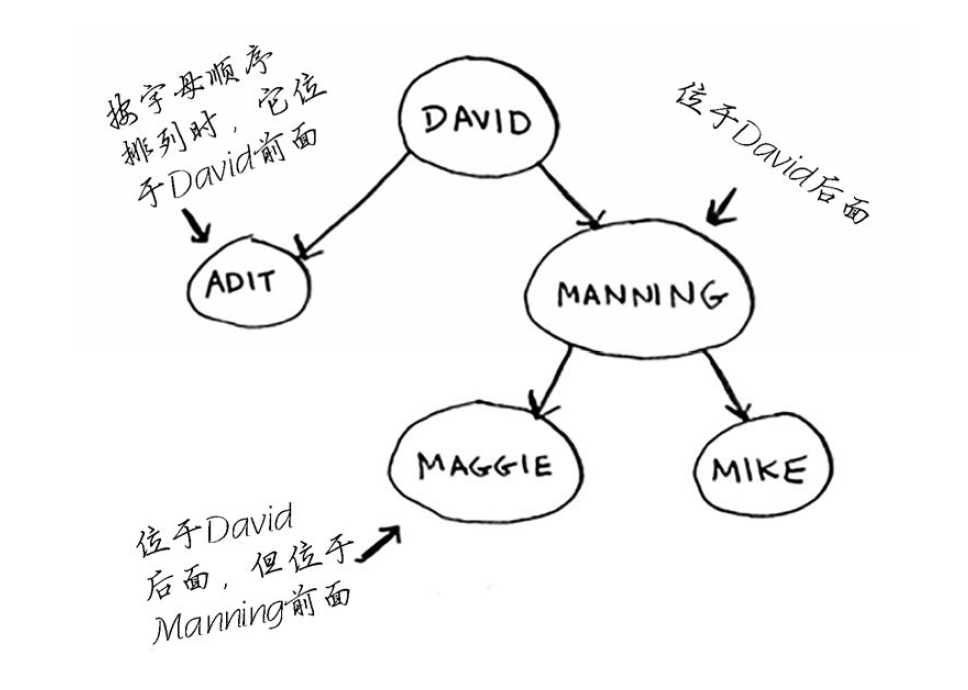 按字母顺序
排列时，它位
于David前面
DAVID
位于David后面
ADIT
MANNING
MAGGIE
MIKE
位于David
后面，但位于
Manning前面